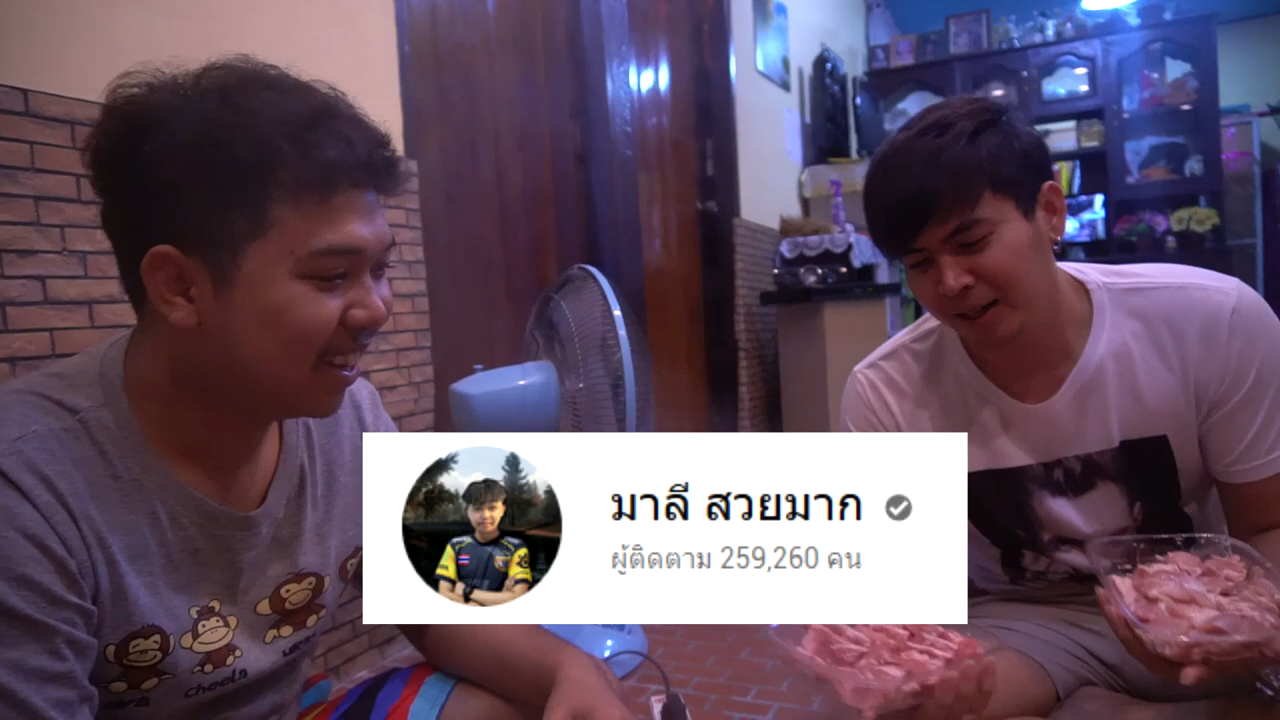 มาลี สวยมาก
ผู้ติดตาม 259,260 คน
cheeta